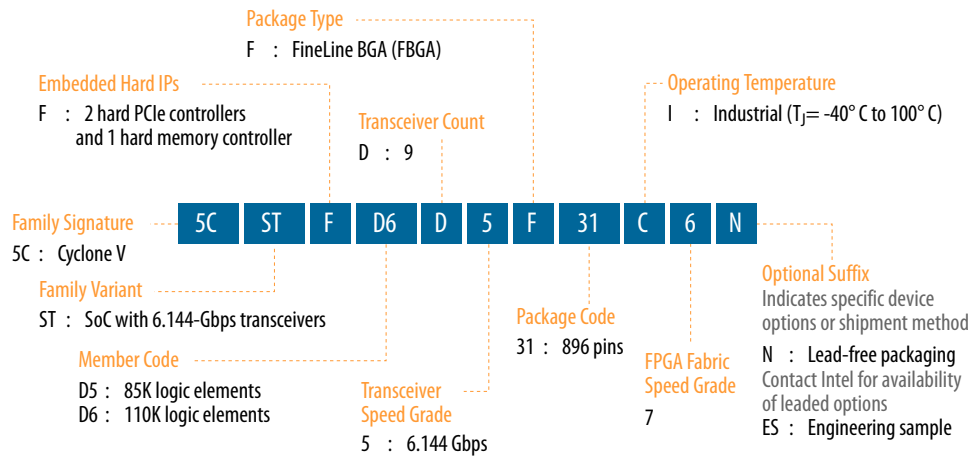 Package Type
F : FineLine BGA (FBGA)
Embedded Hard IPs
F : 2 hard PCIe controllers
and 1 hard memory controller
Transceiver Count
D : 9
Operating Temperature
I : Industrial (TJ= -40° C to 100° C)
5C ST F D6 D 5 F 31 C 6 N
Family Signature
5C : Cyclone V
Family Variant
ST : SoC with 6.144-Gbps transceivers
Member Code
D5 : 85K logic elements
D6 : 110K logic elements
Transceiver
Speed Grade
5 : 6.144 Gbps
Package Code
31 : 896 pins
FPGA Fabric
Speed Grade
7
Optional Suffix
Indicates specific device
options or shipment method
N : Lead-free packaging
Contact Intel for availability
of leaded options
ES : Engineering sample